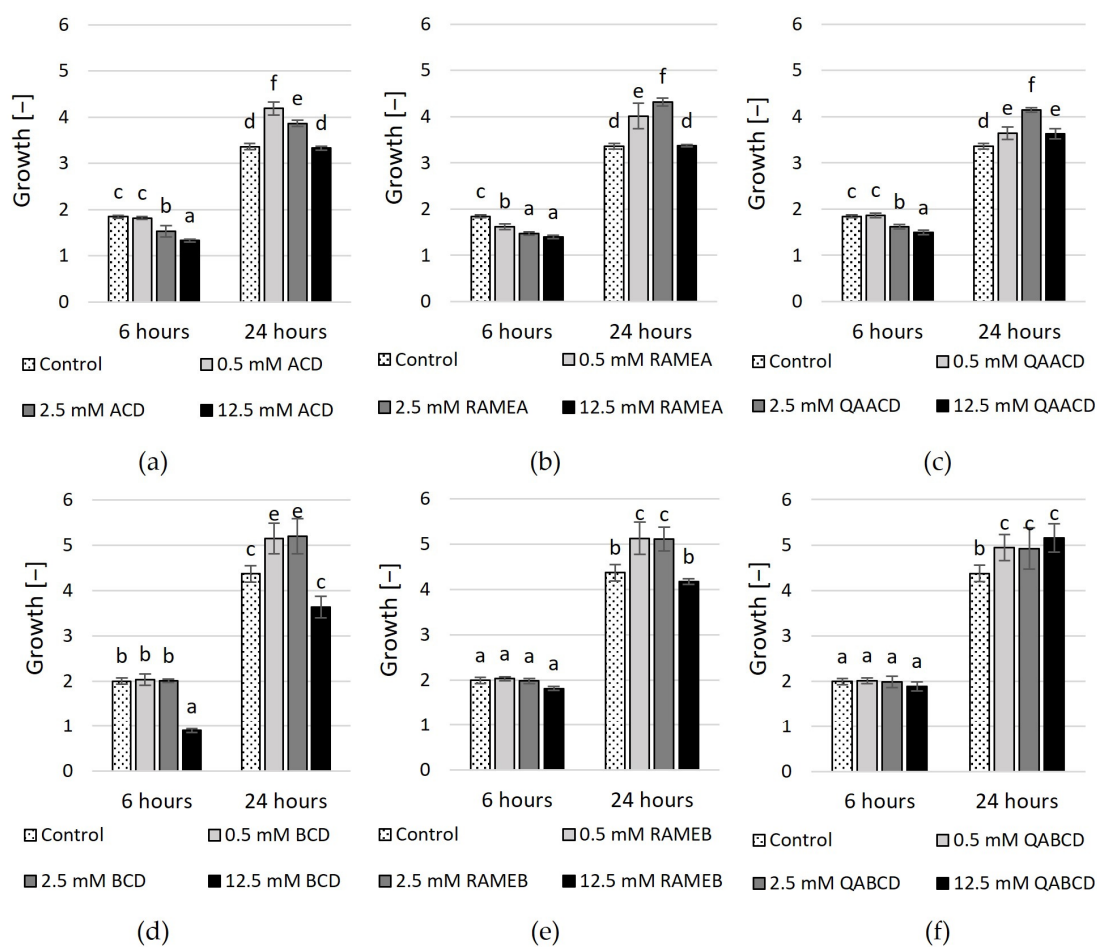 6
5
4
3
2
1
0
Growth [−]
c c b a
d f e d
6 hours 24 hours
Control 0.5 mM ACD
2.5 mM ACD 12.5 mM ACD
(a)
6
5
4
3
2
1
0
Growth [−]
c b a a
d e f d
6 hours 24 hours
Control 0.5 mM RAMEA
2.5 mM RAMEA 12.5 mM RAMEA
(b)
6
5
4
3
2
1
0
Growth [−]
c c b a
d e f e
6 hours 24 hours
Control 0.5 mM QAACD
2.5 mM QAACD 12.5 mM QAACD
(c)
6
5
4
3
2
1
0
Growth [−]
b b b a
c e e c
6 hours 24 hours
Control 0.5 mM BCD
2.5 mM BCD 12.5 mM BCD
(d)
6
5
4
3
2
1
0
Growth [−]
a a a a
b c c b
6 hours 24 hours
Control 0.5 mM RAMEB
2.5 mM RAMEB 12.5 mM RAMEB
(e)
6
5
4
3
2
1
0
Growth [−]
a a a a
b c c c
6 hours 24 hours
Control 0.5 mM QABCD
2.5 mM QABCD 12.5 mM QABCD
(f)